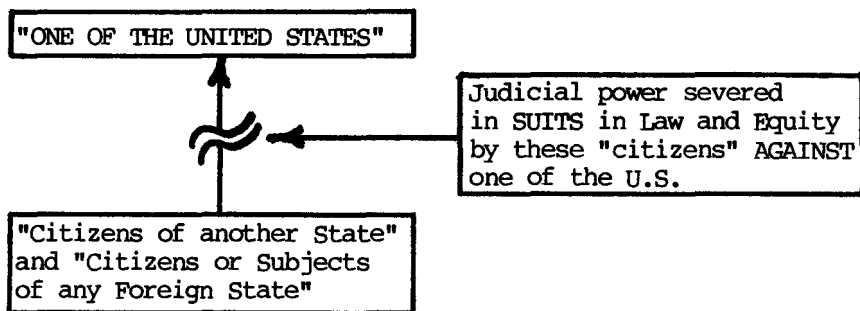 "ONE OF THE UNITED STATES"
Judicial power severed
in SUITS in Law and Equity
by these "citizens" AGAINST
one of the U.S.
"Citizens of another State"
and "Citizens or Subjects
of any Foreign State"